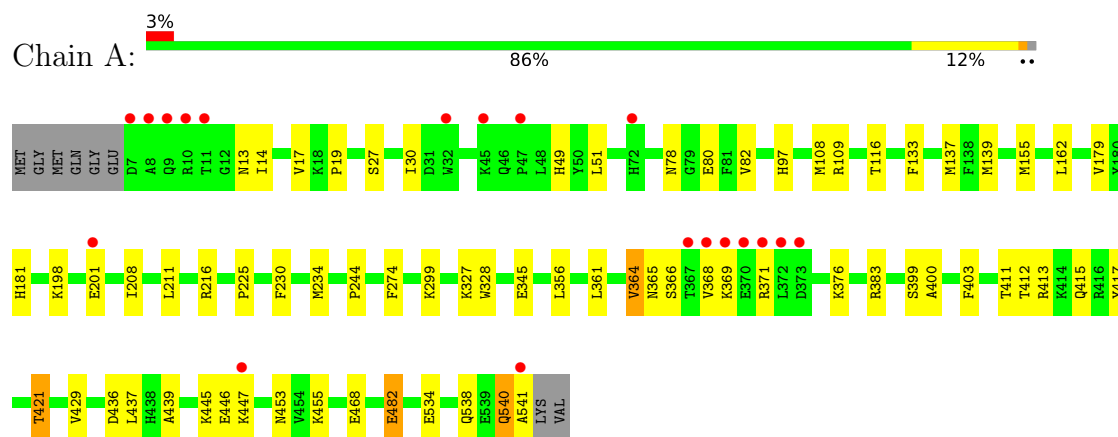 3%
Chain A:
86% 12% ••
MET GLY MET GLN GLY GLU D7 A8 Q9 R10 T11 G12 N13 I14 V17 K18 P19 S27 I30 D31 W32 K45 Q46 P47 L48 H49 Y50 L51 H72 N78 G79 E80 F81 V82 H97 M108 R109 T116 F133 M137 F138 M139 M155 L162 V179 Y180
H181 K198 E201 I208 L211 R216 P225 F230 M234 P244 F274 K299 K327 W328 E345 L356 L361 V364 N365 S366 T367 V368 K369 E370 R371 L372 D373 K376 R383 S399 A400 F403 T411 T412 R413 K414 Q415 R416 Y417
T421 V429 D436 L437 H438 A439 K445 E446 K447 N453 V454 K455 E468 E482 E534 Q538 E539 Q540 A541 LYS VAL